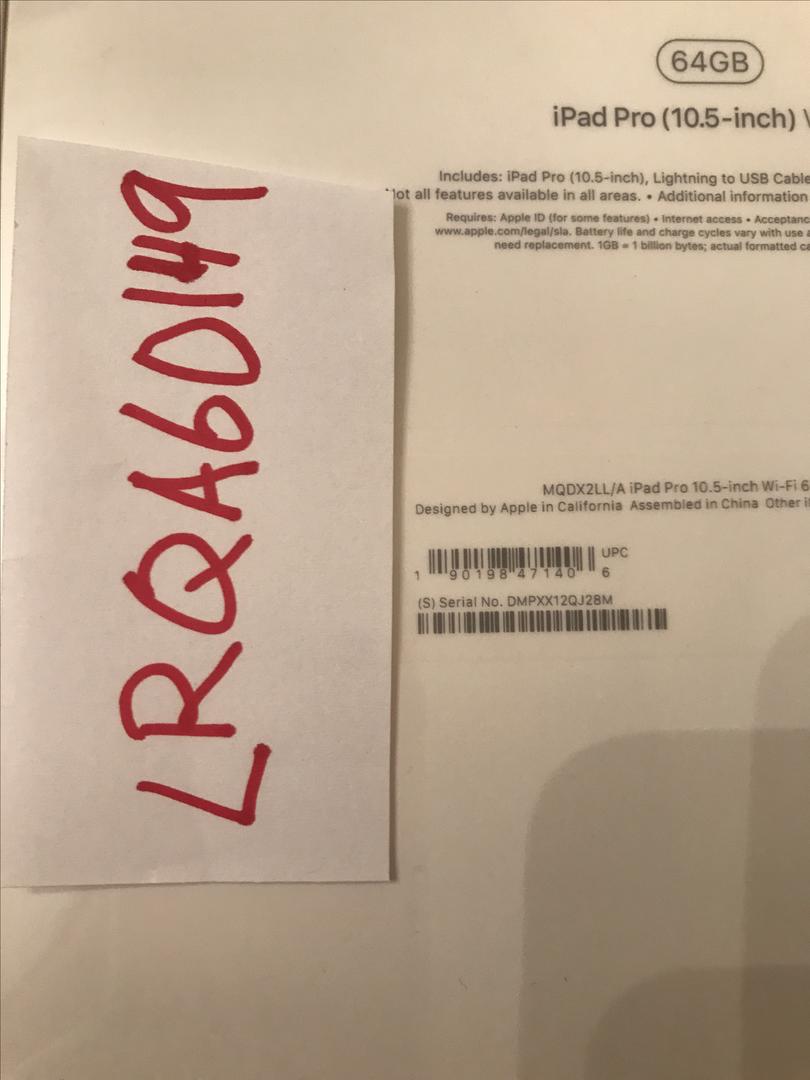 64GB
iPad Pro (10.5-inch)
Includes: iPad Pro (10.5-inch), Lightning to USB Cable
not all features available in all areas. • Additional information
Requires: Apple ID (for some features) • Internet access • Acceptanc
www.apple.com/legal/sla. Battery life and charge cycles vary with use a
need replacement. 1GB = 1 billion bytes; actual formatted ca
LRQA60149
MQDX2LL/A iPad Pro 10.5-inch Wi-Fi 6
Designed by Apple in California Assembled in China Other i
UPC
1 90198 47140 6
(S) Serial No. DMPXX12QJ28M